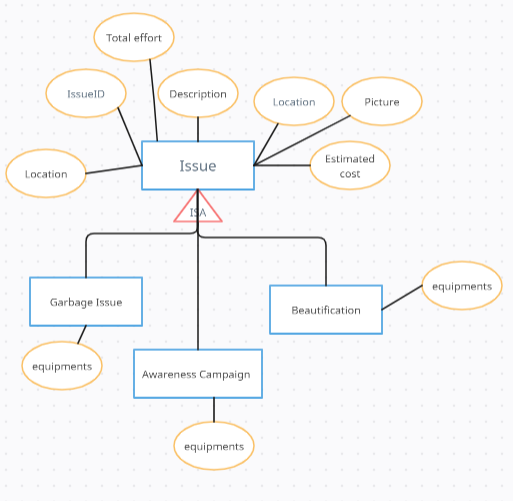 Total effort
IssueID
Description
Location
Picture
Location
Issue
Estimated
cost
ISA
Garbage Issue
Beautification
equipments
equipments
Awareness Campaign
equipments